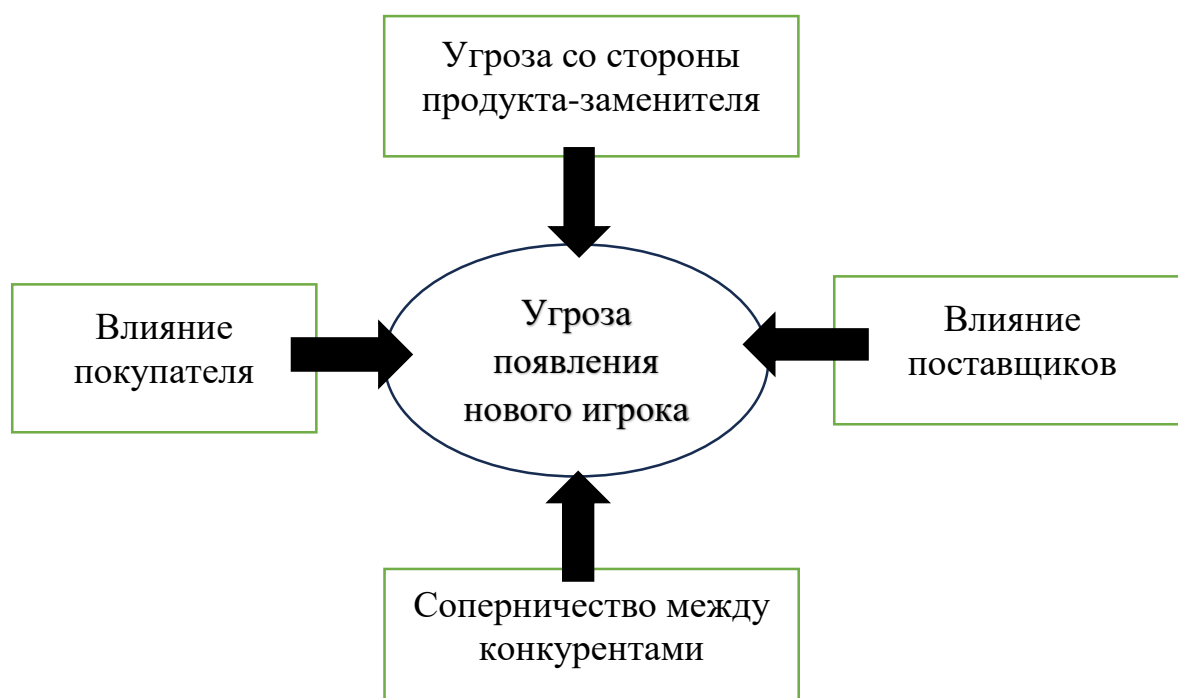 Угроза со стороны
продукта-заменителя
Влияние
покупателя
Угроза
появления
нового игрока
Влияние
поставщиков
Соперничество между
конкурентами